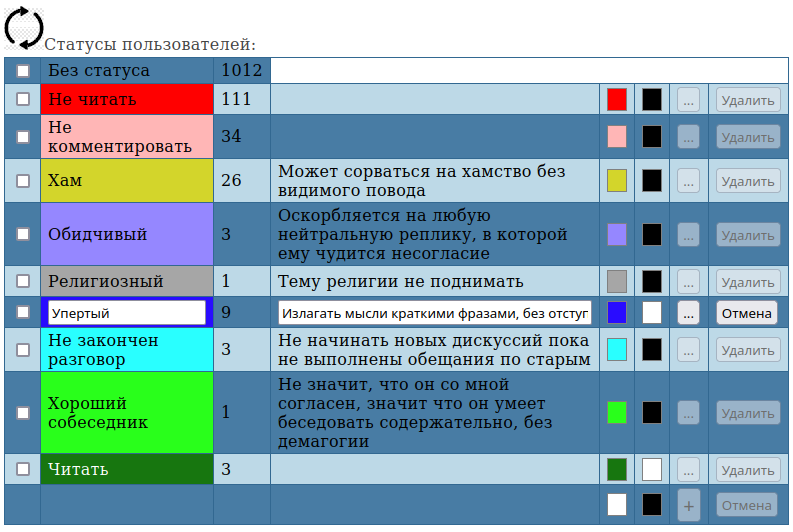 Статусы пользователей:
Без статуса 1012
Не читать 111 ... Удалить
Не
комментировать 34 ... Удалить
Хам 26 Может сорваться на хамство без
видимого повода ... Удалить
Обидчивый 3 Оскорбляется на любую
нейтральную реплику, в которой
ему чудится несогласие ... Удалить
Религиозный 1 Тему религии не поднимать ... Удалить
Упертый 9 Излагать мысли краткими фразами, без отступ ... Отмена
Не закончен
разговор 3 Не начинать новых дискуссий пока
не выполнены обещания по старым ... Удалить
Хороший
собеседник 1 Не значит, что он со мной
согласен, значит что он умеет
беседовать содержательно, без
демагогии ... Удалить
Читать 3 ... Удалить
+ Отмена